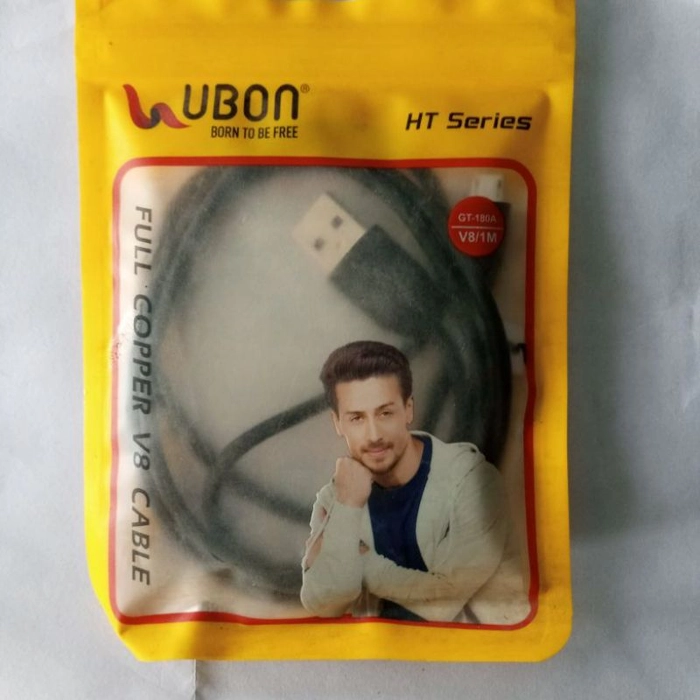 UBON®
BORN TO BE FREE
HT Series
GT-180A
V8/1M
FULL COPPER V8 CABLE